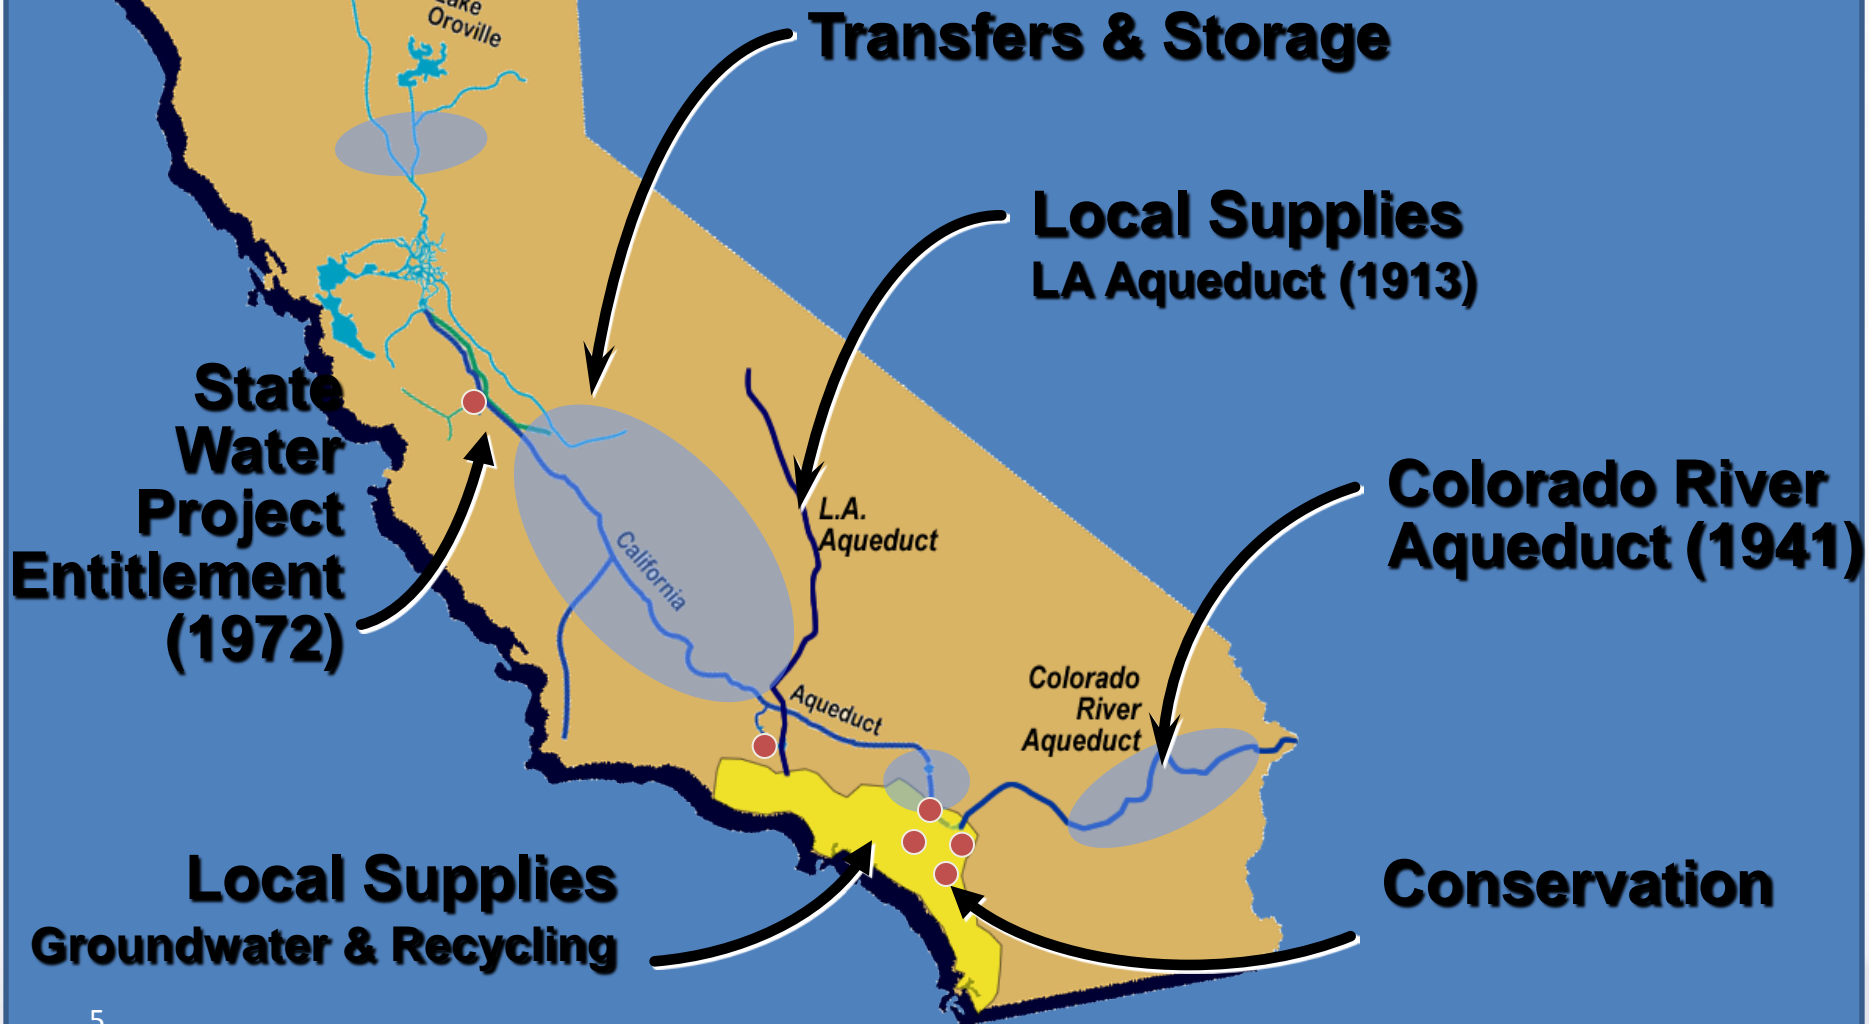 Lake
Oroville
Transfers & Storage
Local Supplies
LA Aqueduct (1913)
State
Water
Project
Entitlement
(1972)
L.A.
Aqueduct
California
Aqueduct
Colorado River
Aqueduct (1941)
Colorado
River
Aqueduct
Local Supplies
Groundwater & Recycling
Conservation
5